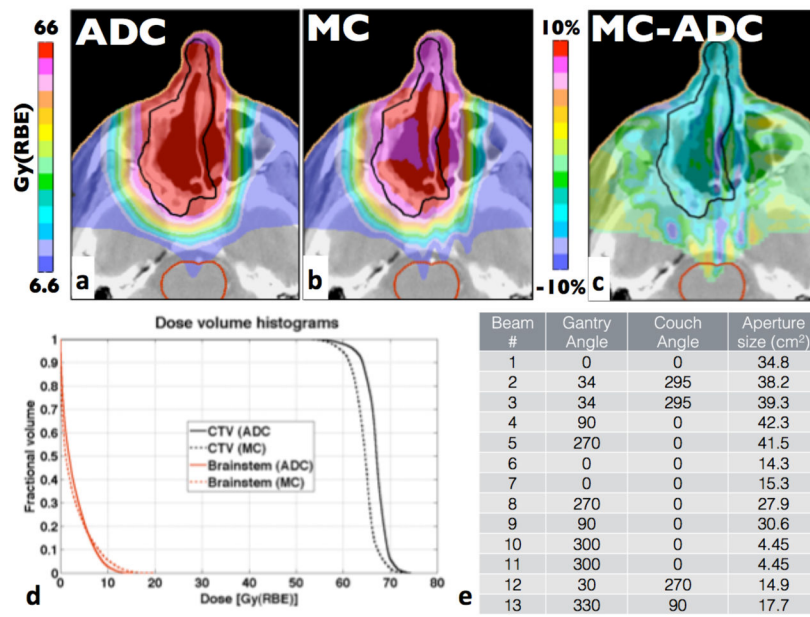 66
ADC
MC
10%
MC-ADC
Gy(RBE)
6.6
a
b
-10%
c
Dose volume histograms
Fractional volume
1
0.9
0.8
0.7
0.6
0.5
0.4
0.3
0.2
0.1
0
CTV (ADC
CTV (MC)
Brainstem (ADC)
Brainstem (MC)
0 10 20 30 40 50 60 70 80
Dose [Gy(RBE)]
d
Beam # Gantry Angle Couch Angle Aperture size (cm²)
1 0 0 34.8
2 34 295 38.2
3 34 295 39.3
4 90 0 42.3
5 270 0 41.5
6 0 0 14.3
7 0 0 15.3
8 270 0 27.9
9 90 0 30.6
10 300 0 4.45
11 300 0 4.45
12 30 270 14.9
13 330 90 17.7
e